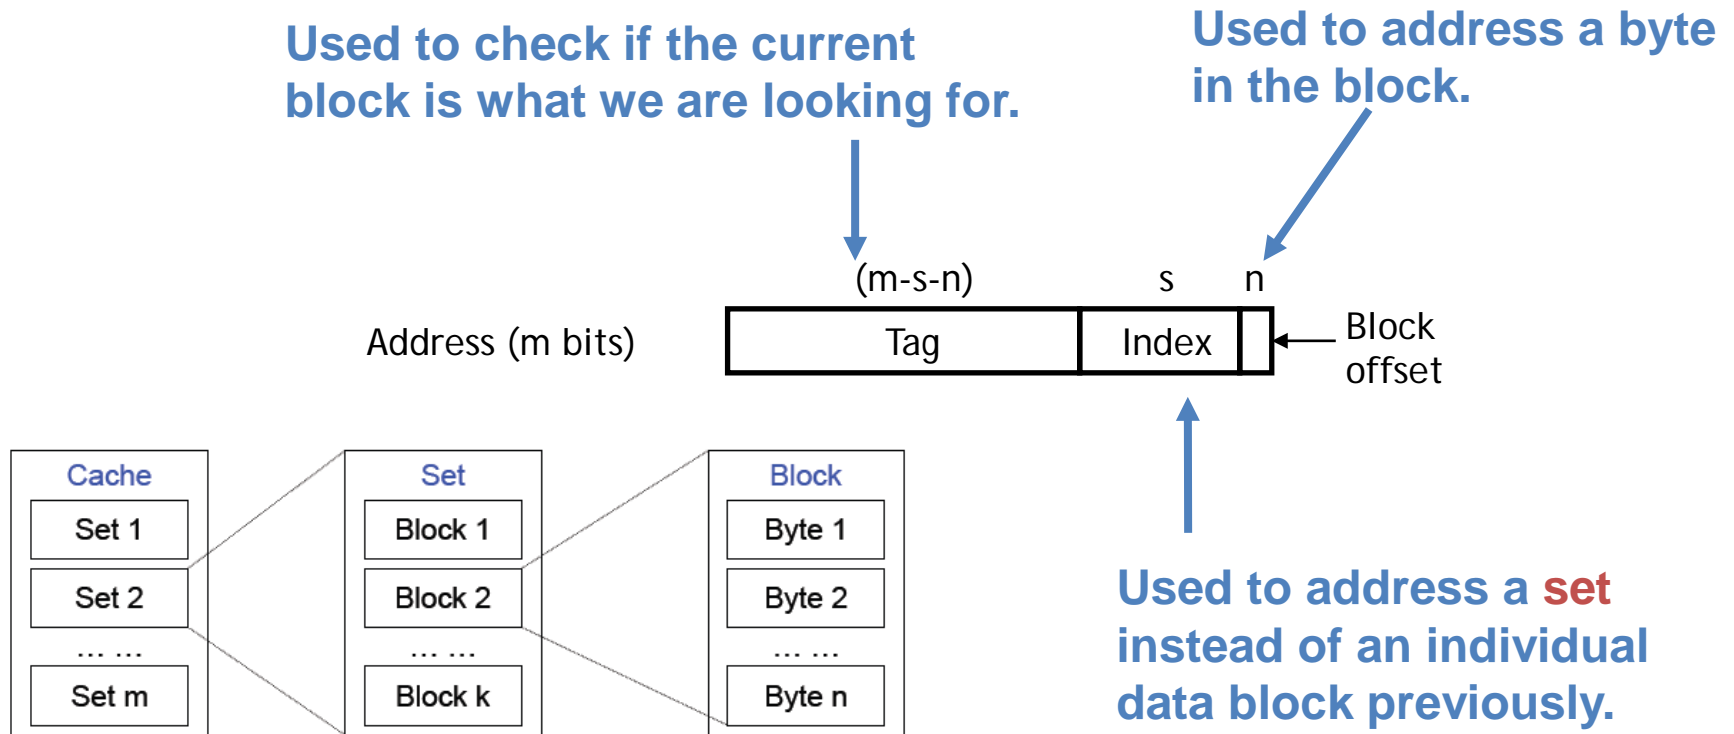 Used to check if the current
block is what we are looking for.
Used to address a byte
in the block.
(m-s-n) s n
Address (m bits) Tag Index Block
offset
Cache
Set 1
Set 2
... ...
Set m
Set
Block 1
Block 2
... ...
Block k
Block
Byte 1
Byte 2
... ...
Byte n
Used to address a set
instead of an individual
data block previously.